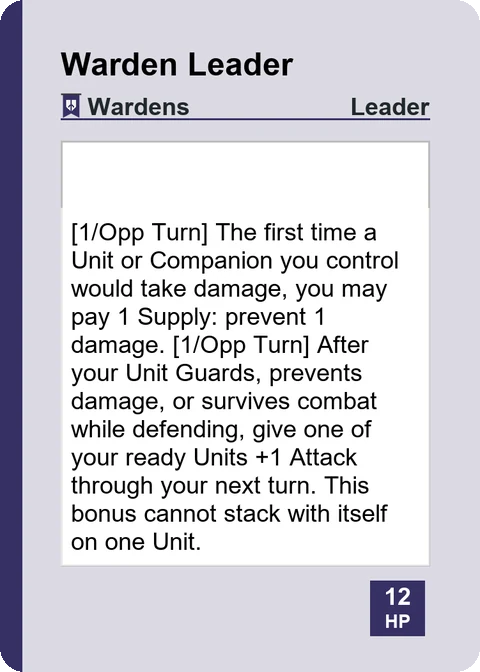 Warden Leader
Wardens Leader
[1/Opp Turn] The first time a
Unit or Companion you control
would take damage, you may
pay 1 Supply: prevent 1
damage. [1/Opp Turn] After
your Unit Guards, prevents
damage, or survives combat
while defending, give one of
your ready Units +1 Attack
through your next turn. This
bonus cannot stack with itself
on one Unit.
12
HP